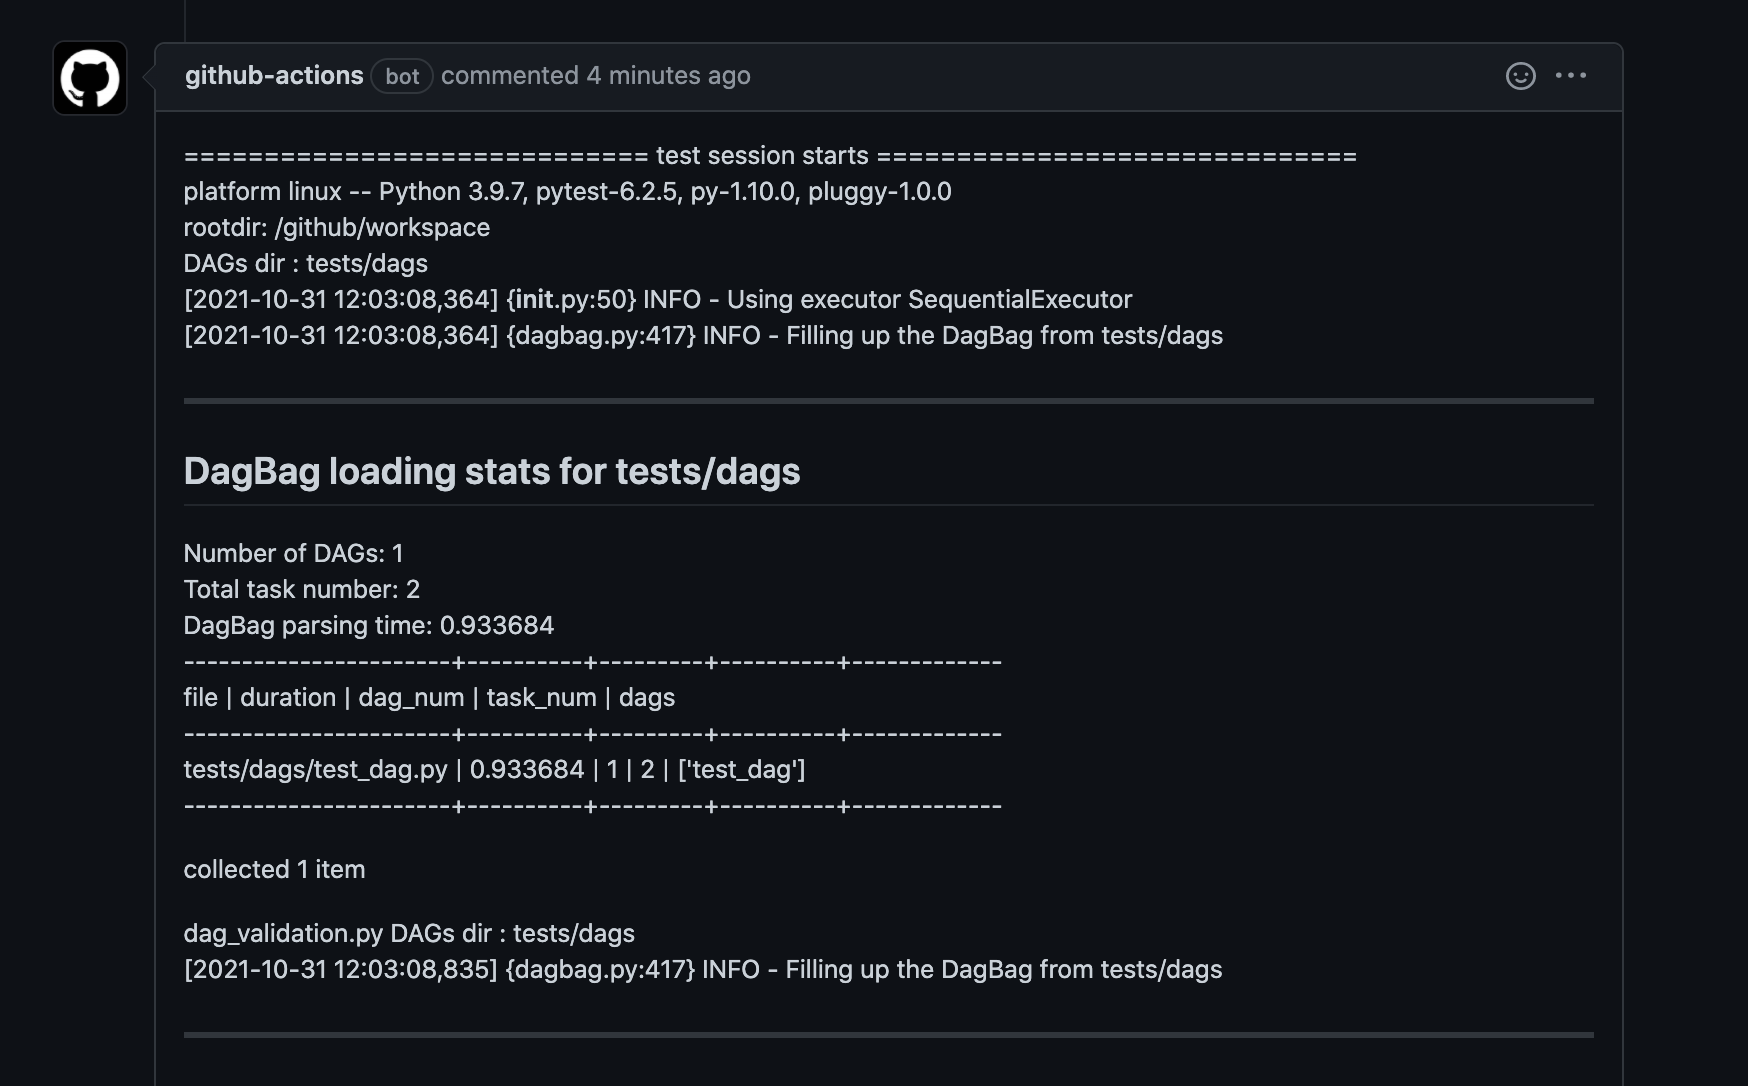 github-actions bot commented 4 minutes ago
============================= test session starts ==============================
platform linux -- Python 3.9.7, pytest-6.2.5, py-1.10.0, pluggy-1.0.0
rootdir: /github/workspace
DAGs dir : tests/dags
[2021-10-31 12:03:08,364] {init.py:50} INFO - Using executor SequentialExecutor
[2021-10-31 12:03:08,364] {dagbag.py:417} INFO - Filling up the DagBag from tests/dags
DagBag loading stats for tests/dags
Number of DAGs: 1
Total task number: 2
DagBag parsing time: 0.933684
-----------------------+----------+---------+----------+-------------
file | duration | dag_num | task_num | dags
-----------------------+----------+---------+----------+-------------
tests/dags/test_dag.py | 0.933684 | 1 | 2 | ['test_dag']
-----------------------+----------+---------+----------+-------------
collected 1 item
dag_validation.py DAGs dir : tests/dags
[2021-10-31 12:03:08,835] {dagbag.py:417} INFO - Filling up the DagBag from tests/dags